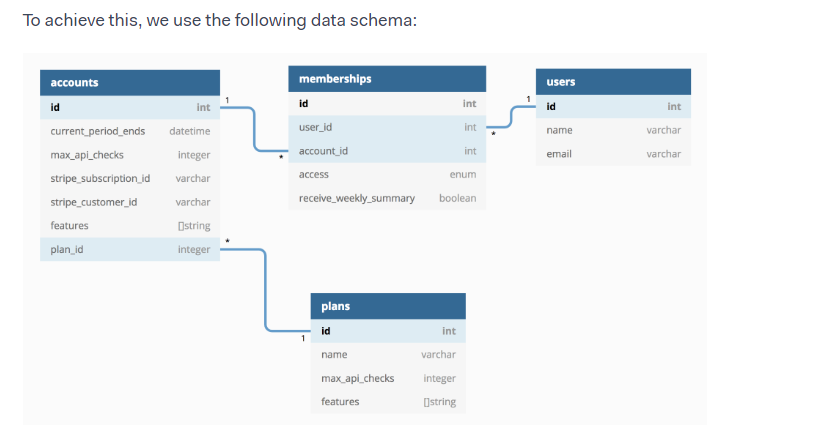 To achieve this, we use the following data schema:
accounts
id int
current_period_ends datetime
max_api_checks integer
stripe_subscription_id varchar
stripe_customer_id varchar
features []string
plan_id integer
1
*
*
memberships
id int
user_id int
account_id int
access enum
receive_weekly_summary boolean
*
1
users
id int
name varchar
email varchar
1
plans
id int
name varchar
max_api_checks integer
features []string